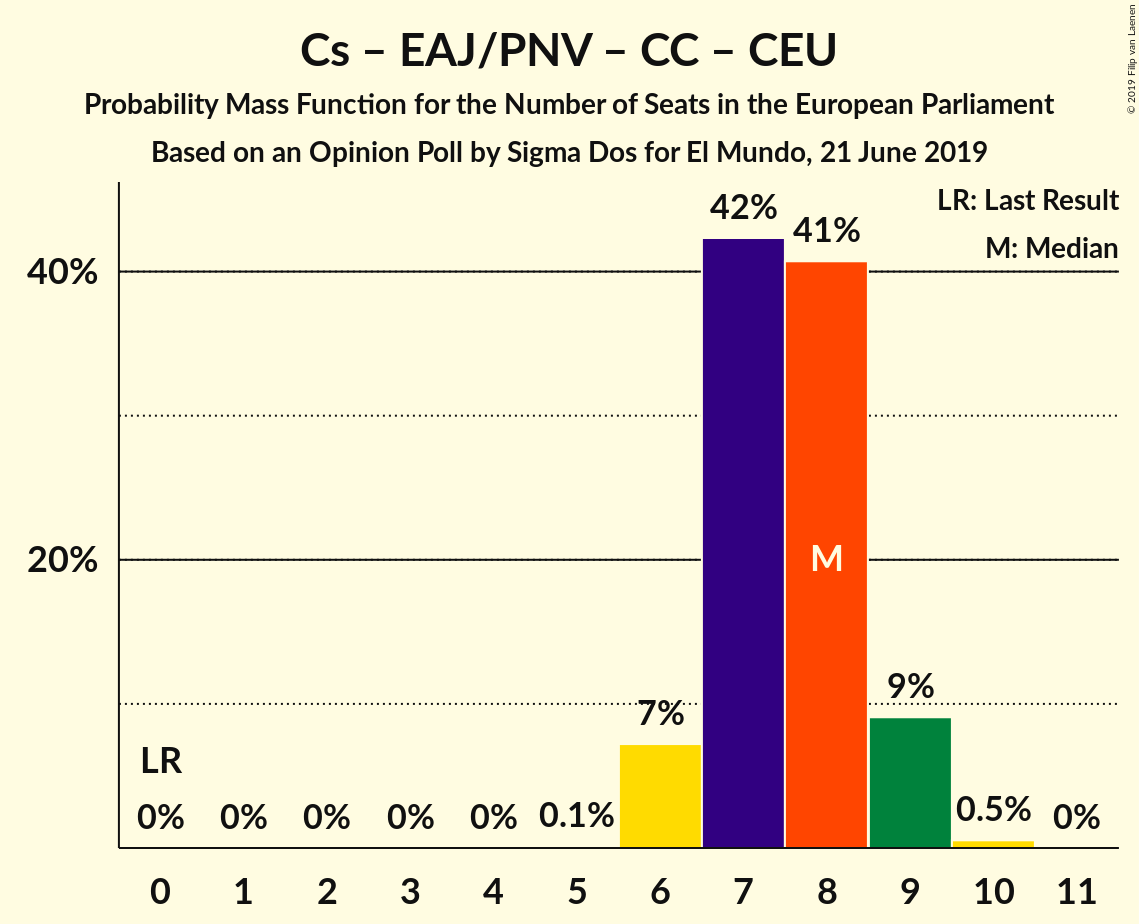 Cs – EAJ/PNV – CC – CEU
Probability Mass Function for the Number of Seats in the European Parliament
Based on an Opinion Poll by Sigma Dos for El Mundo, 21 June 2019
© 2019 Filip van Laenen
LR: Last Result
M: Median
42%
41%
40%
20%
M
9%
7%
LR
0% 0% 0% 0% 0% 0.1% 0.5% 0%
0 1 2 3 4 5 6 7 8 9 10 11